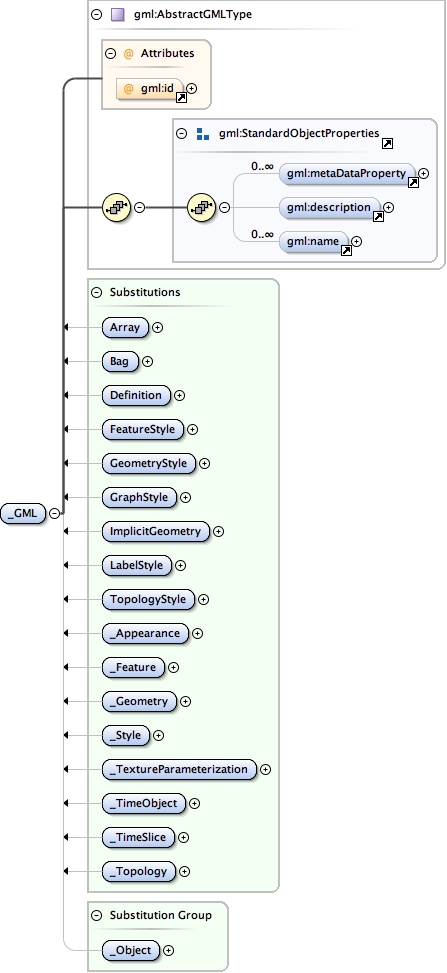 gml:AbstractGMLType
@ Attributes
@ gml:id
gml:StandardObjectProperties
0..∞
gml:metaDataProperty
gml:description
0..∞
gml:name
Substitutions
Array
Bag
Definition
FeatureStyle
GeometryStyle
GraphStyle
_GML
ImplicitGeometry
LabelStyle
TopologyStyle
_Appearance
_Feature
_Geometry
_Style
_TextureParameterization
_TimeObject
_TimeSlice
_Topology
Substitution Group
_Object